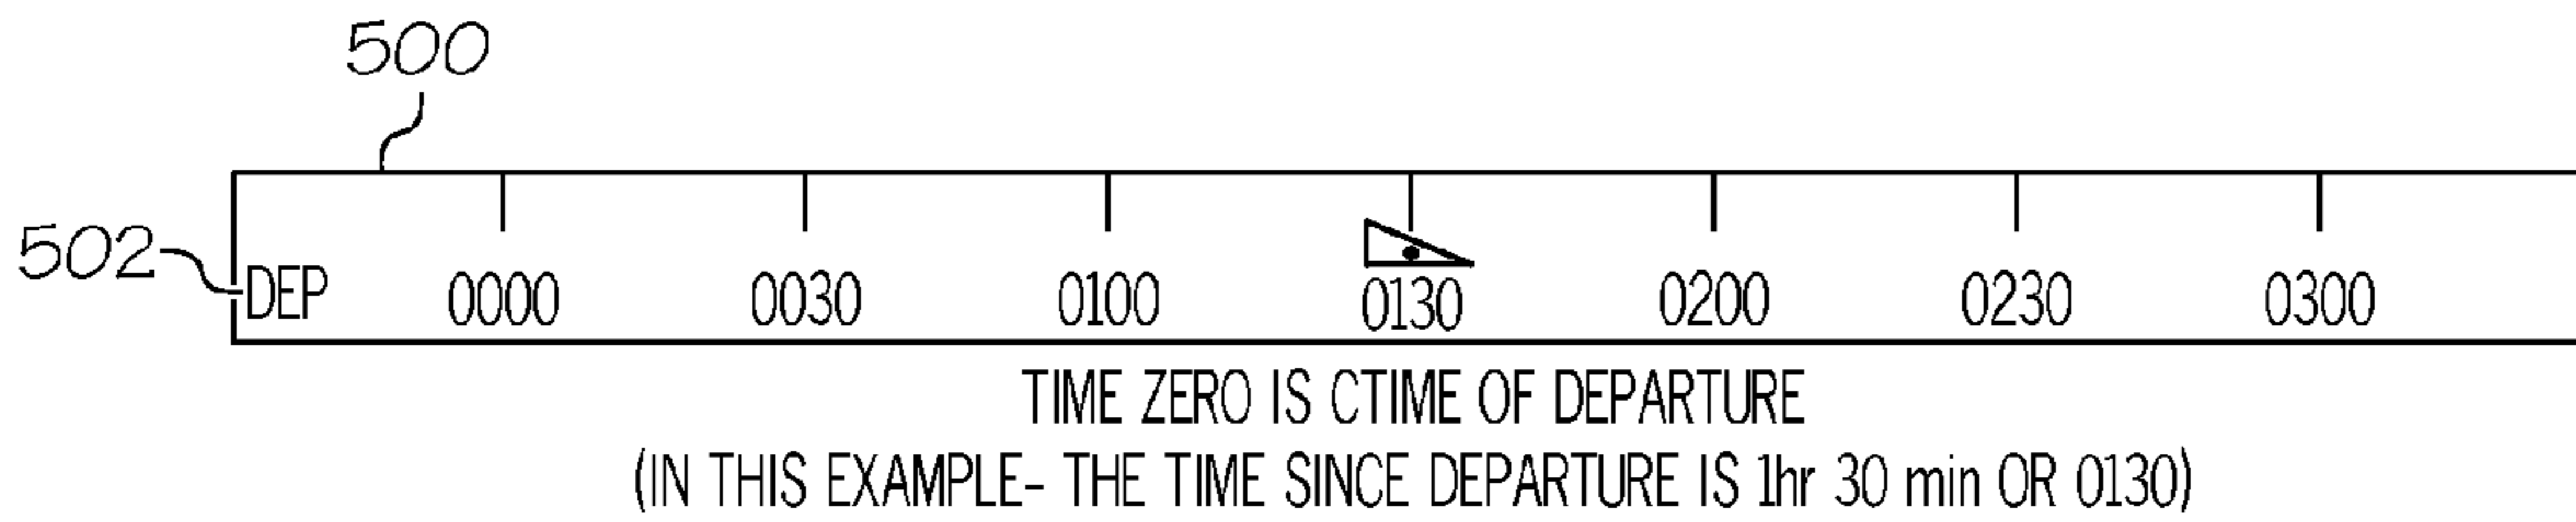 500
502
DEP 0000 0030 0100 0130 0200 0230 0300
TIME ZERO IS CTIME OF DEPARTURE
(IN THIS EXAMPLE- THE TIME SINCE DEPARTURE IS 1hr 30 min OR 0130)